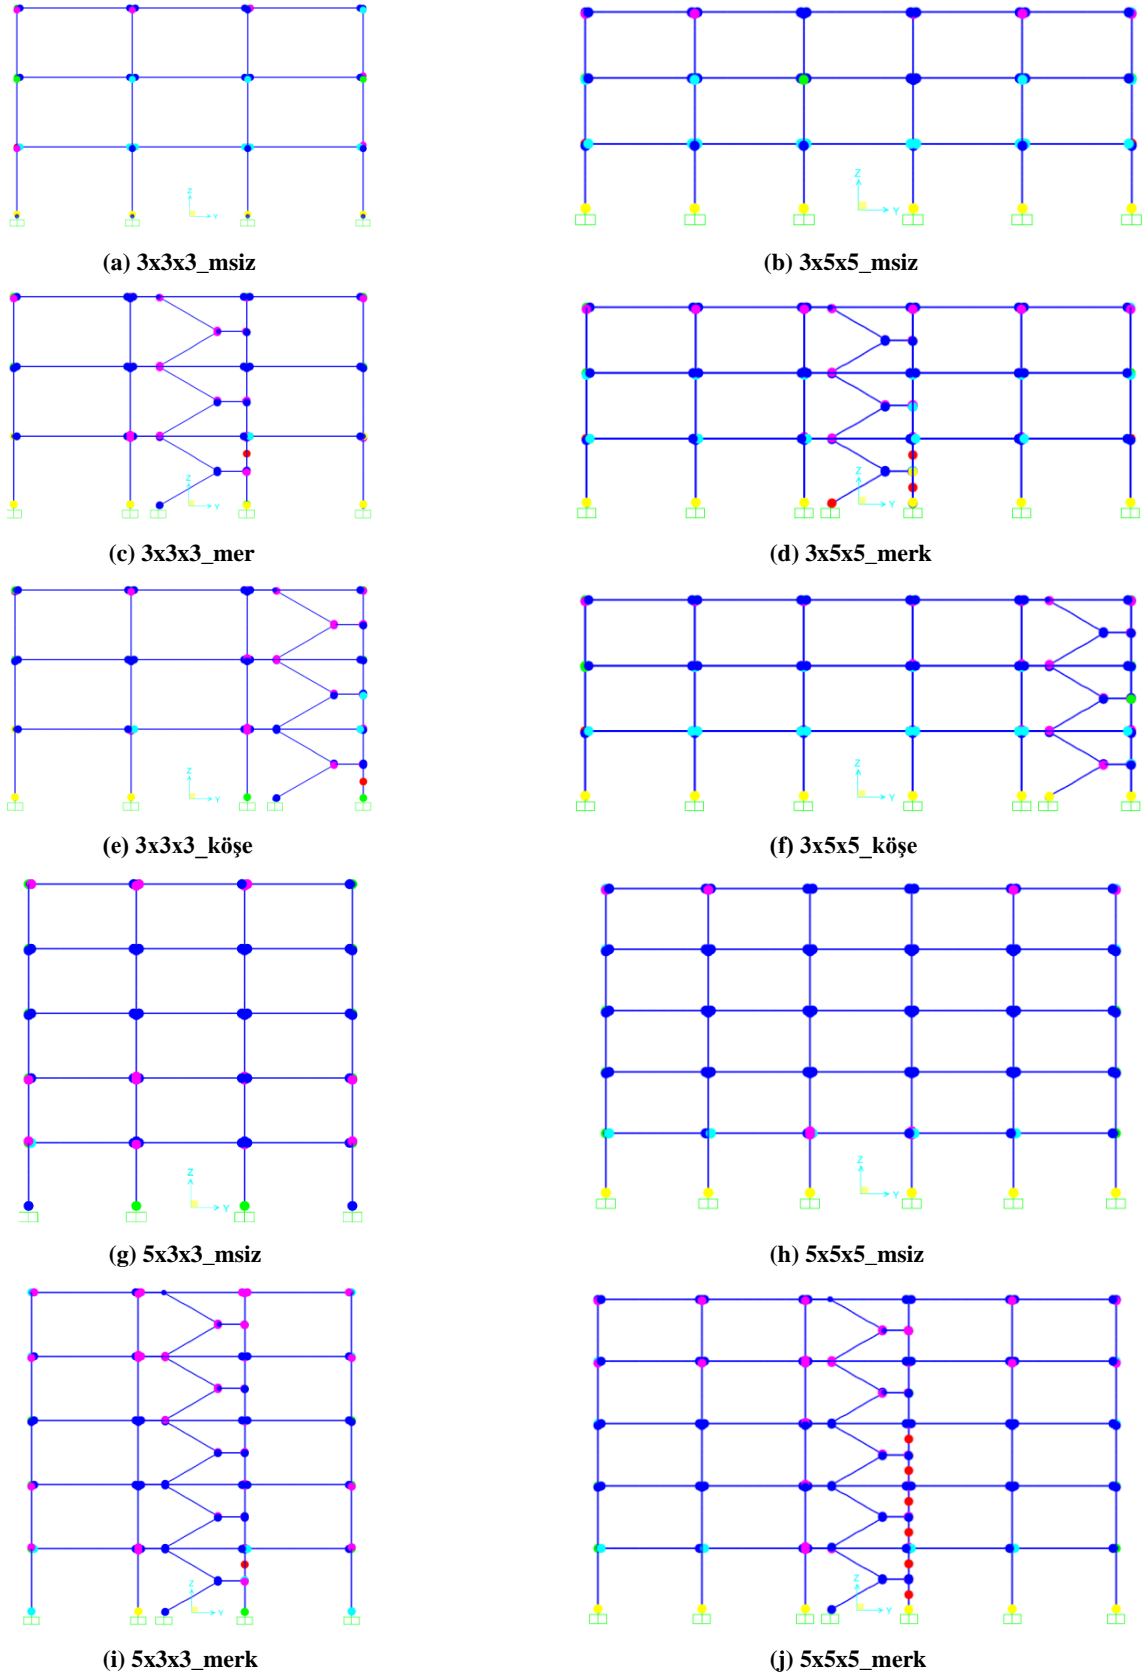 Z
Y
Z
Y
(a) 3x3x3_msiz
(b) 3x5x5_msiz
Z
Y
Z
Y
(c) 3x3x3_mer
(d) 3x5x5_merk
Z
Y
Z
Y
(e) 3x3x3_köşe
(f) 3x5x5_köşe
Z
Y
Z
Y
(g) 5x3x3_msiz
(h) 5x5x5_msiz
Z
Y
Z
Y
(i) 5x3x3_merk
(j) 5x5x5_merk